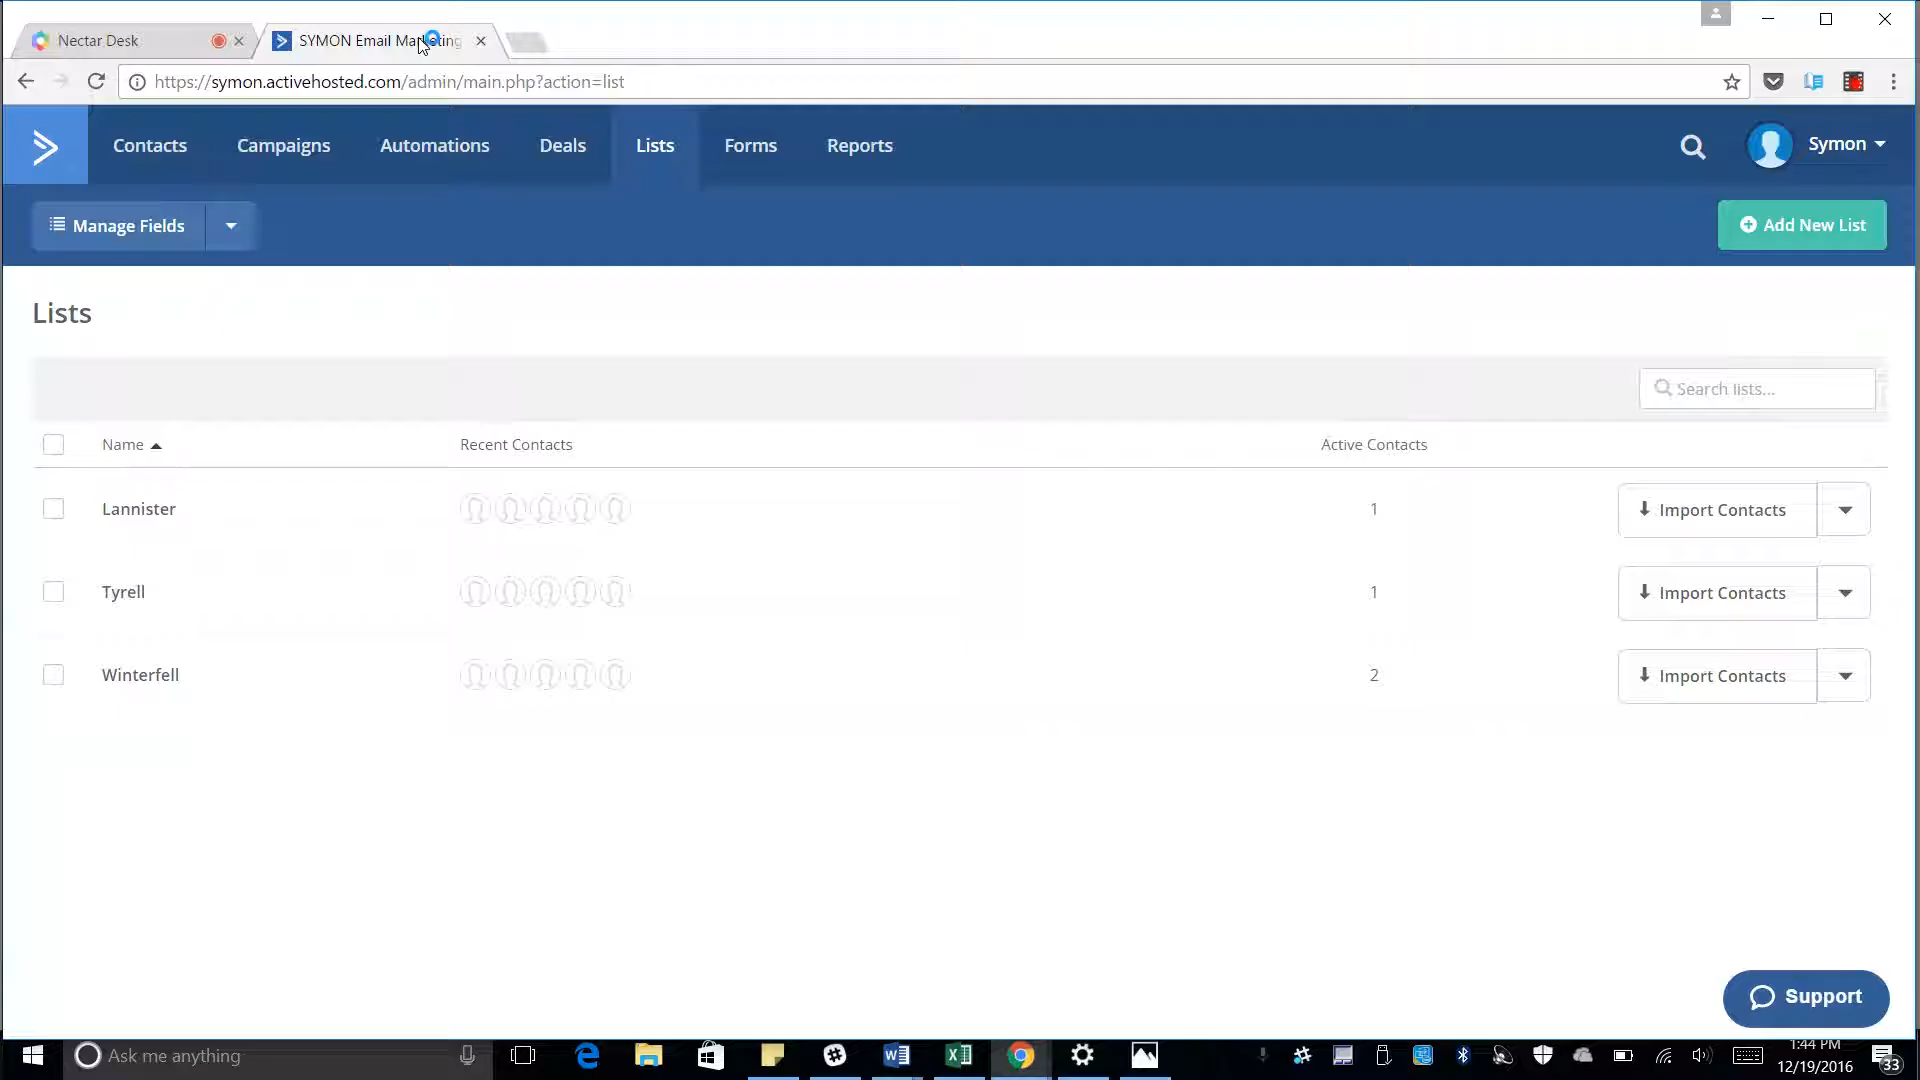 Nectar Desk
SYMON Email Marketing
https://symon.activehosted.com/admin/main.php?action=list
Contacts
Campaigns
Automations
Deals
Lists
Forms
Reports
Symon
Manage Fields
Add New List
Lists
Search lists...
Name
Recent Contacts
Active Contacts
Lannister
1
Import Contacts
Tyrell
1
Import Contacts
Winterfell
2
Import Contacts
Support
Ask me anything
1:44 PM
12/19/2016
33